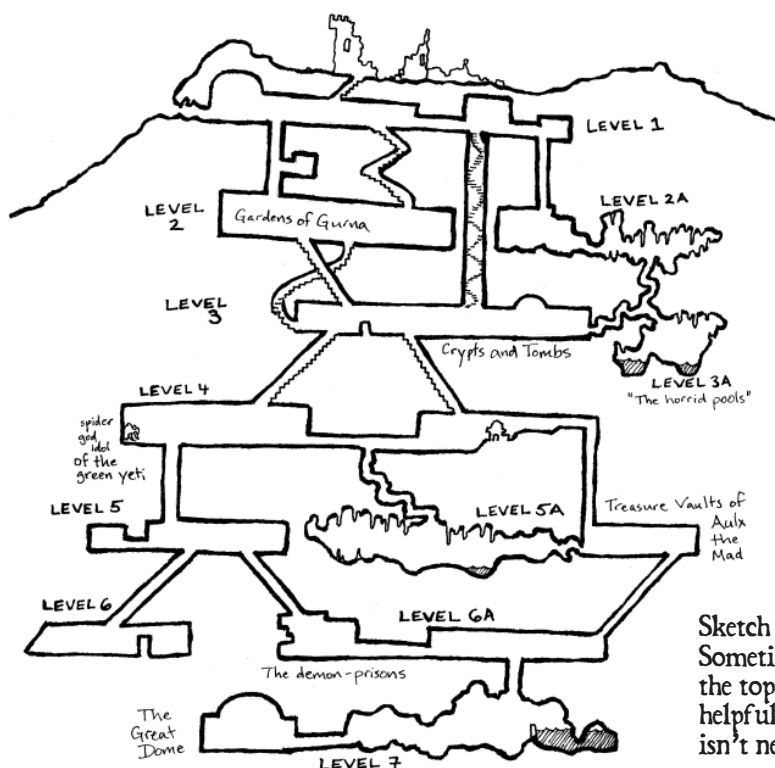 LEVEL 1
LEVEL 2A
LEVEL
2
Gardens of Gurna
LEVEL
3
Crypts and Tombs
LEVEL 3A
"The horrid pools"
LEVEL 4
spider
god
idol
of the
green yeti
LEVEL 5
LEVEL 5A
Treasure Vaults of
Aulx
the
Mad
LEVEL 6
LEVEL 6A
The demon-prisons
The
Great
Dome
LEVEL 7
Sketch
Someti
the top
helpful
isn't ne